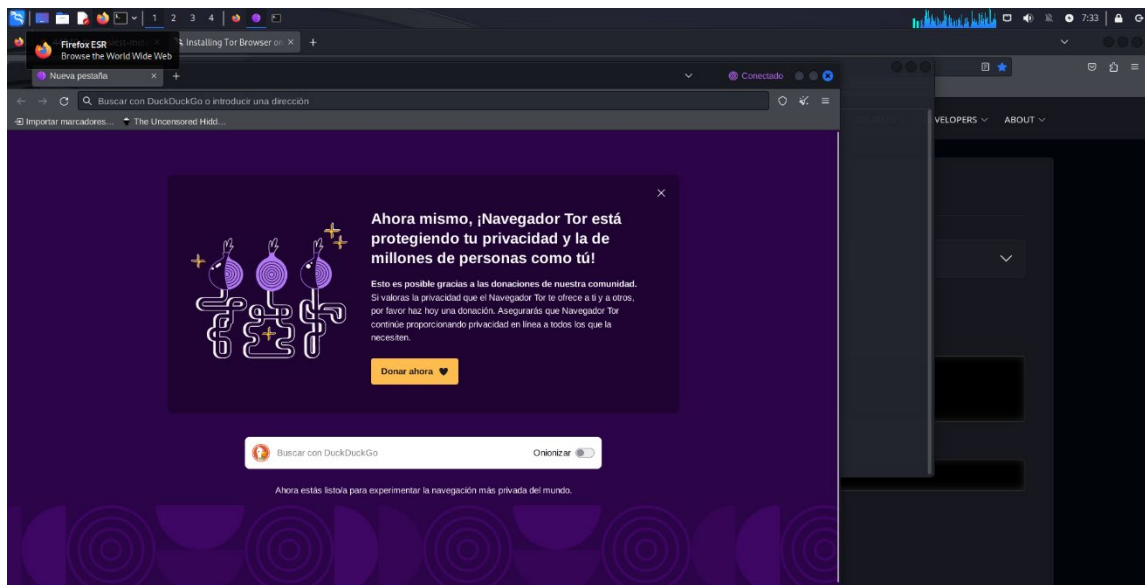 1 2 3 4
7:33
Firefox ESR
Browse the World Wide Web
Installing Tor Browser on
Nueva pestaña
Conectado
Buscar con DuckDuckGo o introducir una dirección
Importar marcadores...
The Uncensored Hidd...
VELOPERS
ABOUT
Ahora mismo, ¡Navegador Tor está
protegiendo tu privacidad y la de
millones de personas como tú!
Esto es posible gracias a las donaciones de nuestra comunidad.
Si valoras la privacidad que el Navegador Tor te ofrece a ti y a otros,
por favor haz hoy una donación. Asegurarás que Navegador Tor
continúe proporcionando privacidad en línea a todos los que la
necesiten.
Donar ahora
Buscar con DuckDuckGo
Onionizar
Ahora estás listo/a para experimentar la navegación más privada del mundo.